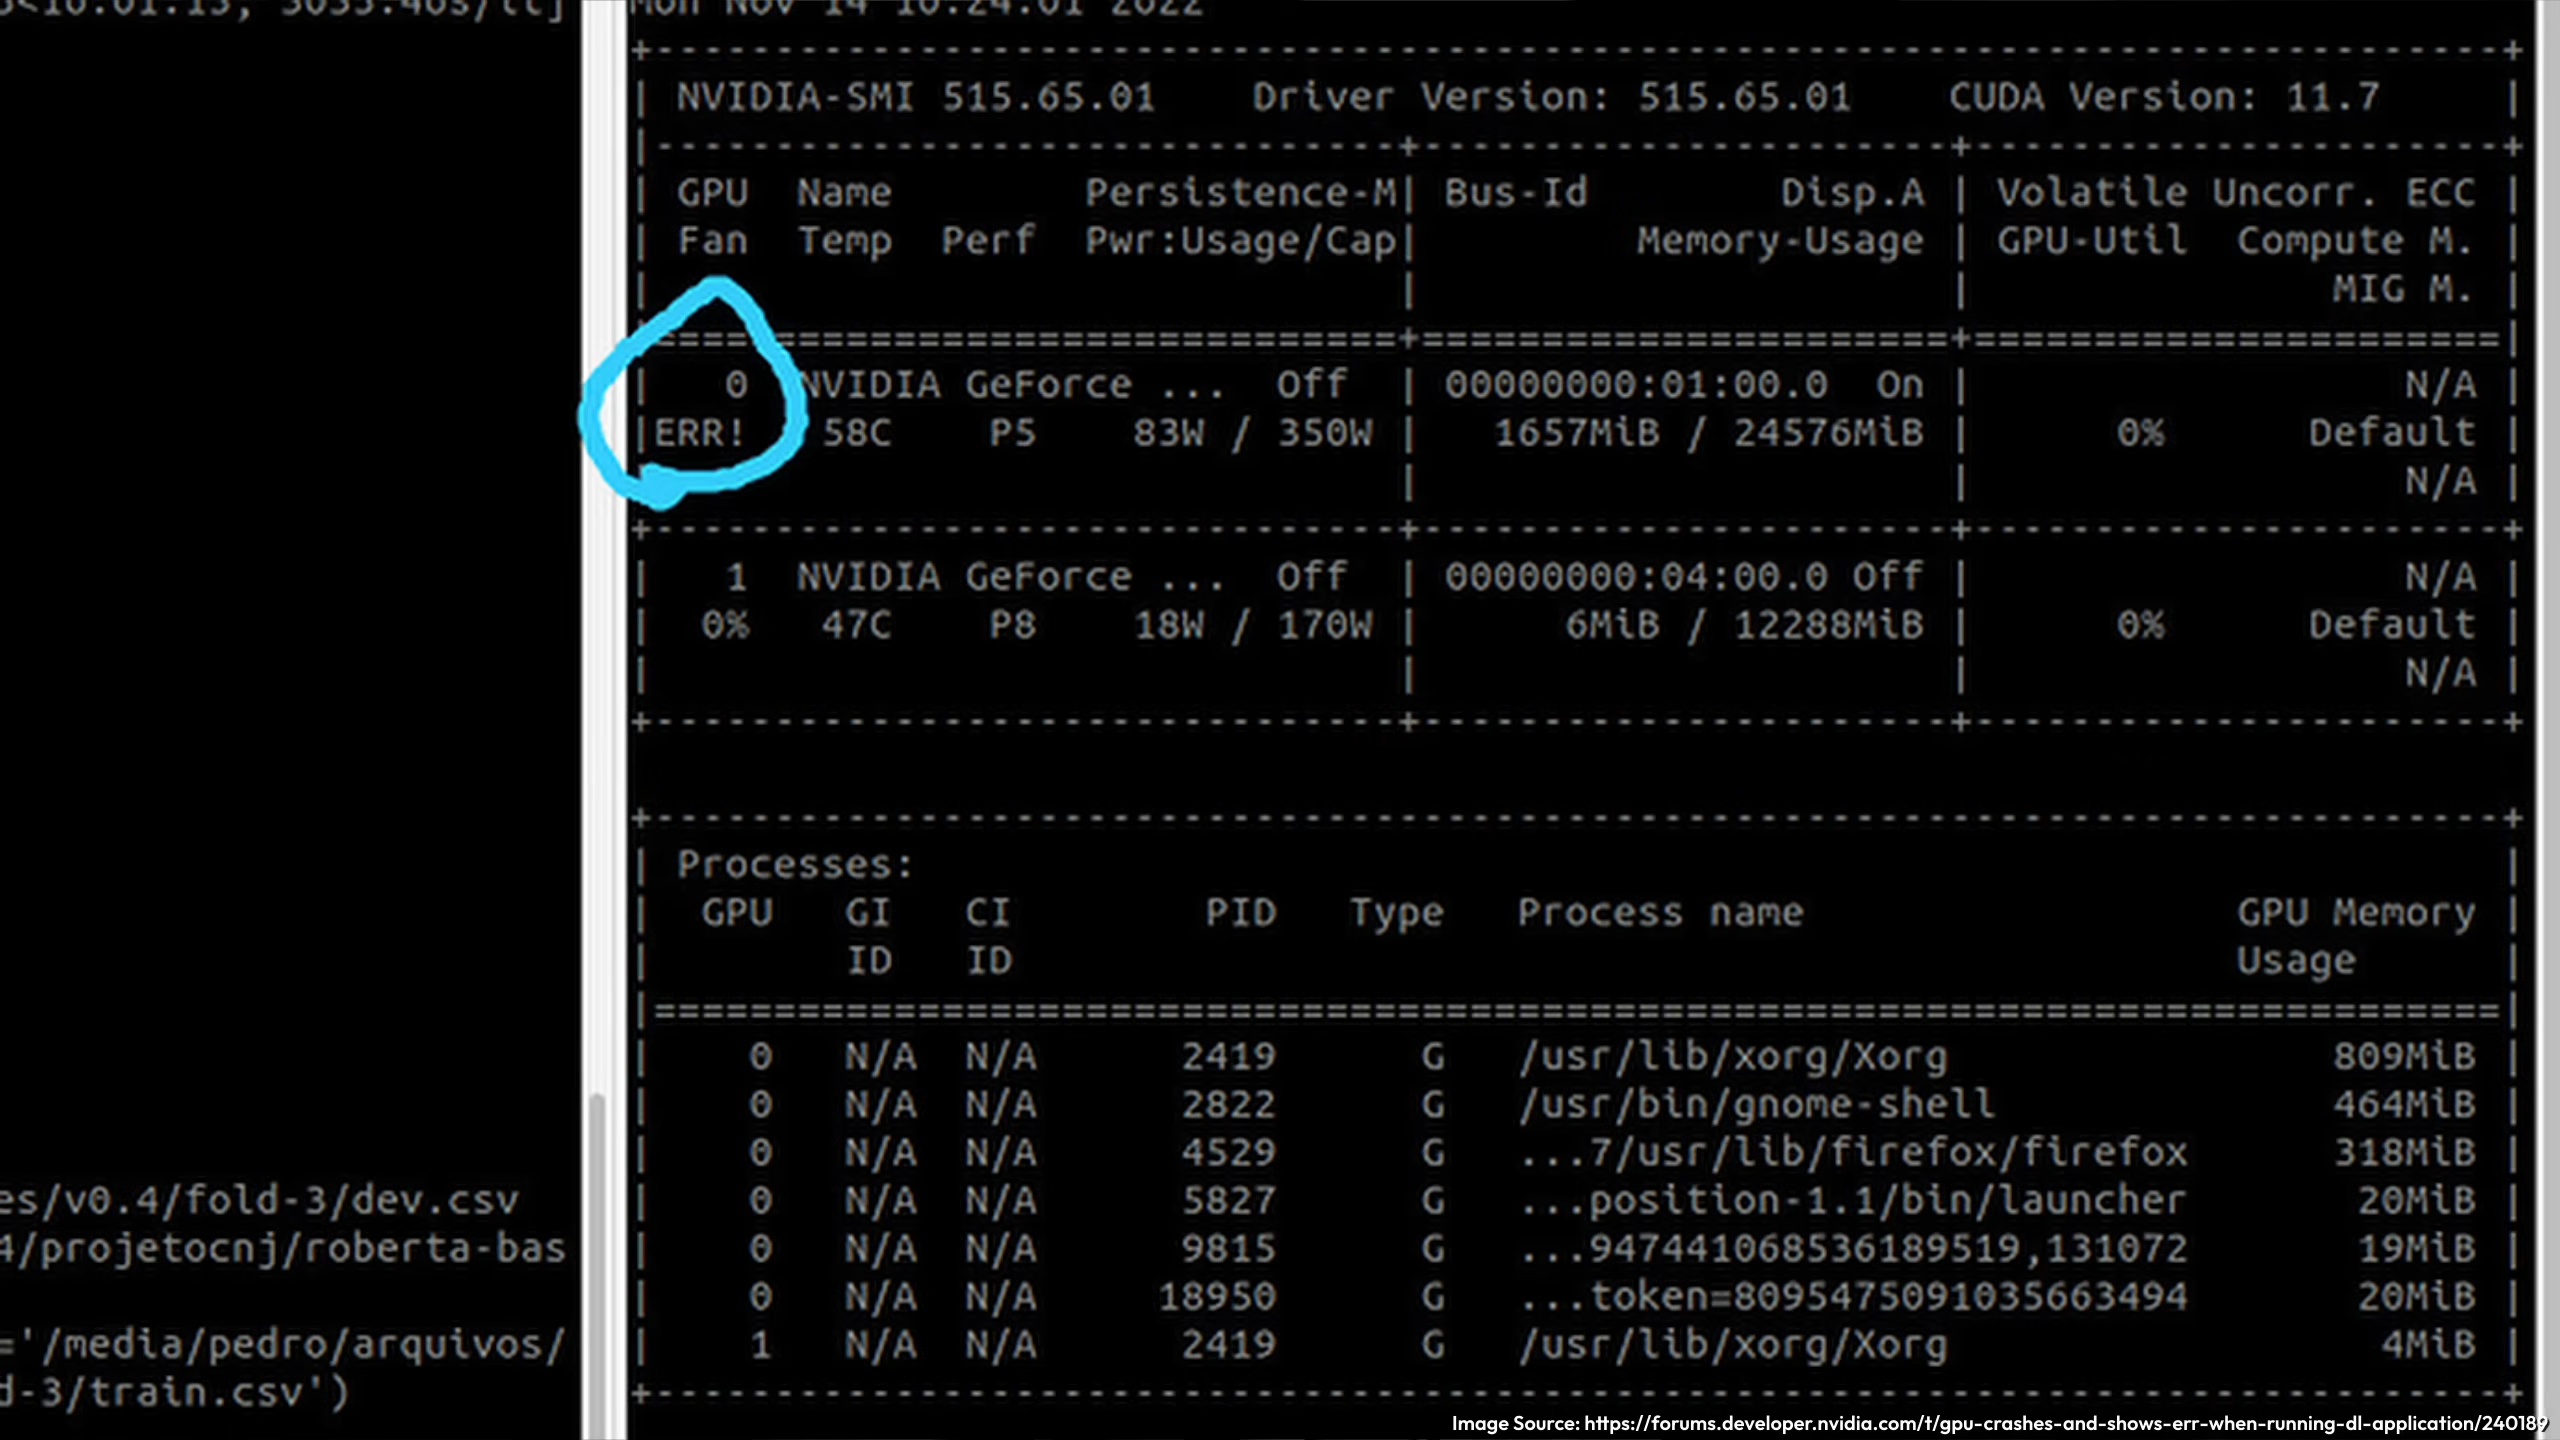 Mon Nov 14 16:24:01 2022
+-----------------------------------------------------------------------------+
| NVIDIA-SMI 515.65.01    Driver Version: 515.65.01    CUDA Version: 11.7     |
|-------------------------------+----------------------+----------------------+
| GPU  Name        Persistence-M| Bus-Id        Disp.A | Volatile Uncorr. ECC |
| Fan  Temp  Perf  Pwr:Usage/Cap|         Memory-Usage | GPU-Util  Compute M. |
|                               |                      |               MIG M. |
|===============================+======================+======================|
|   0  NVIDIA GeForce ...  Off  | 00000000:01:00.0  On |                  N/A |
|ERR!   58C    P5    83W / 350W |   1657MiB / 24576MiB |      0%      Default |
|                               |                      |                  N/A |
+-------------------------------+----------------------+----------------------+
|   1  NVIDIA GeForce ...  Off  | 00000000:04:00.0 Off |                  N/A |
|  0%   47C    P8    18W / 170W |      6MiB / 12288MiB |      0%      Default |
|                               |                      |                  N/A |
+-------------------------------+----------------------+----------------------+
+-----------------------------------------------------------------------------+
| Processes:                                                                  |
|  GPU   GI   CI        PID   Type   Process name                  GPU Memory |
|        ID   ID                                                   Usage      |
|=============================================================================|
|    0   N/A  N/A      2419      G   /usr/lib/xorg/Xorg                809MiB |
|    0   N/A  N/A      2822      G   /usr/bin/gnome-shell              464MiB |
|    0   N/A  N/A      4529      G   ...7/usr/lib/firefox/firefox      318MiB |
|    0   N/A  N/A      5827      G   ...position-1.1/bin/launcher       20MiB |
|    0   N/A  N/A      9815      G   ...947441068536189519,131072       19MiB |
|    0   N/A  N/A     18950      G   ...token=8095475091035663494       20MiB |
|    1   N/A  N/A      2419      G   /usr/lib/xorg/Xorg                  4MiB |
+-----------------------------------------------------------------------------+
es/v0.4/fold-3/dev.csv
4/projetocnj/roberta-bas
='/media/pedro/arquivos/
d-3/train.csv')
Image Source: https://forums.developer.nvidia.com/t/gpu-crashes-and-shows-err-when-running-dl-application/240189